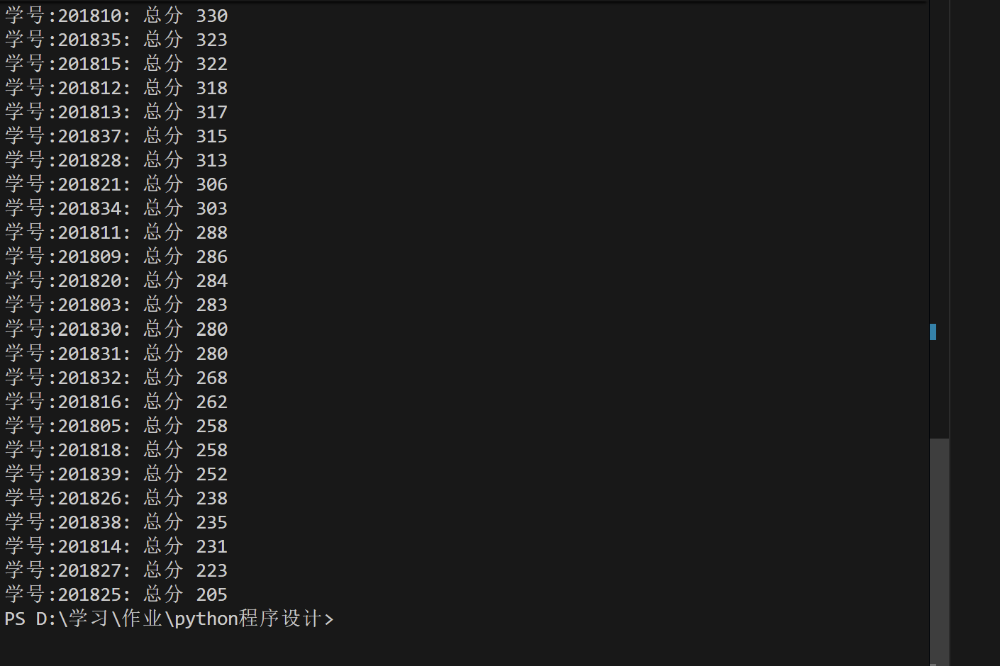 学号:201810: 总分 330
学号:201835: 总分 323
学号:201815: 总分 322
学号:201812: 总分 318
学号:201813: 总分 317
学号:201837: 总分 315
学号:201828: 总分 313
学号:201821: 总分 306
学号:201834: 总分 303
学号:201811: 总分 288
学号:201809: 总分 286
学号:201820: 总分 284
学号:201803: 总分 283
学号:201830: 总分 280
学号:201831: 总分 280
学号:201832: 总分 268
学号:201816: 总分 262
学号:201805: 总分 258
学号:201818: 总分 258
学号:201839: 总分 252
学号:201826: 总分 238
学号:201838: 总分 235
学号:201814: 总分 231
学号:201827: 总分 223
学号:201825: 总分 205
PS D:\学习\作业\python程序设计>